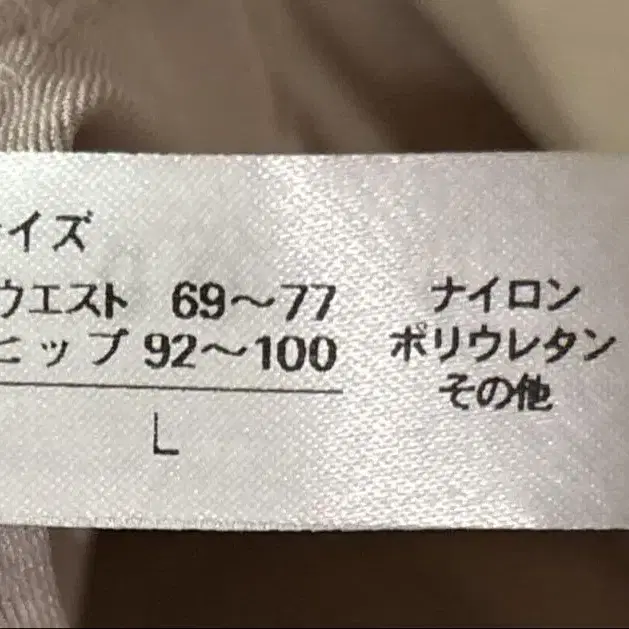 サイズ
ウエスト 69〜77
ヒップ 92〜100
L
ナイロン
ポリウレタン
その他